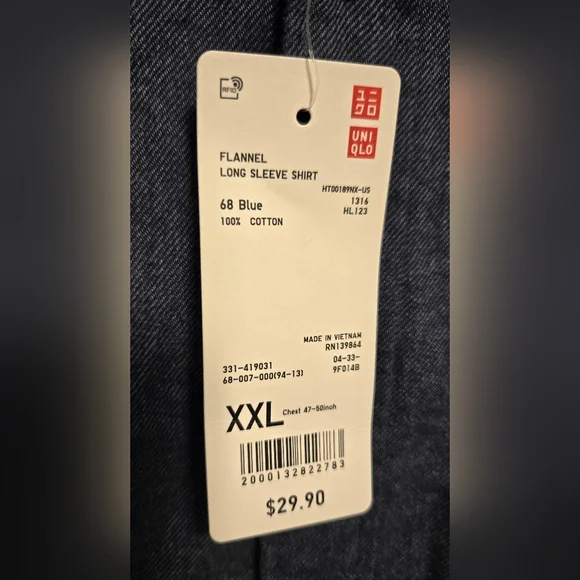 RFID
ユニ
クロ
UNI
QLO
FLANNEL
LONG SLEEVE SHIRT
HT00189NX-US
68 Blue
1316
100% COTTON
HL123
MADE IN VIETNAM
RN139864
331-419031
04-33-
68-007-000(94-13)
9F014B
XXL Chest 47-50inch
2000132822783
$29.90